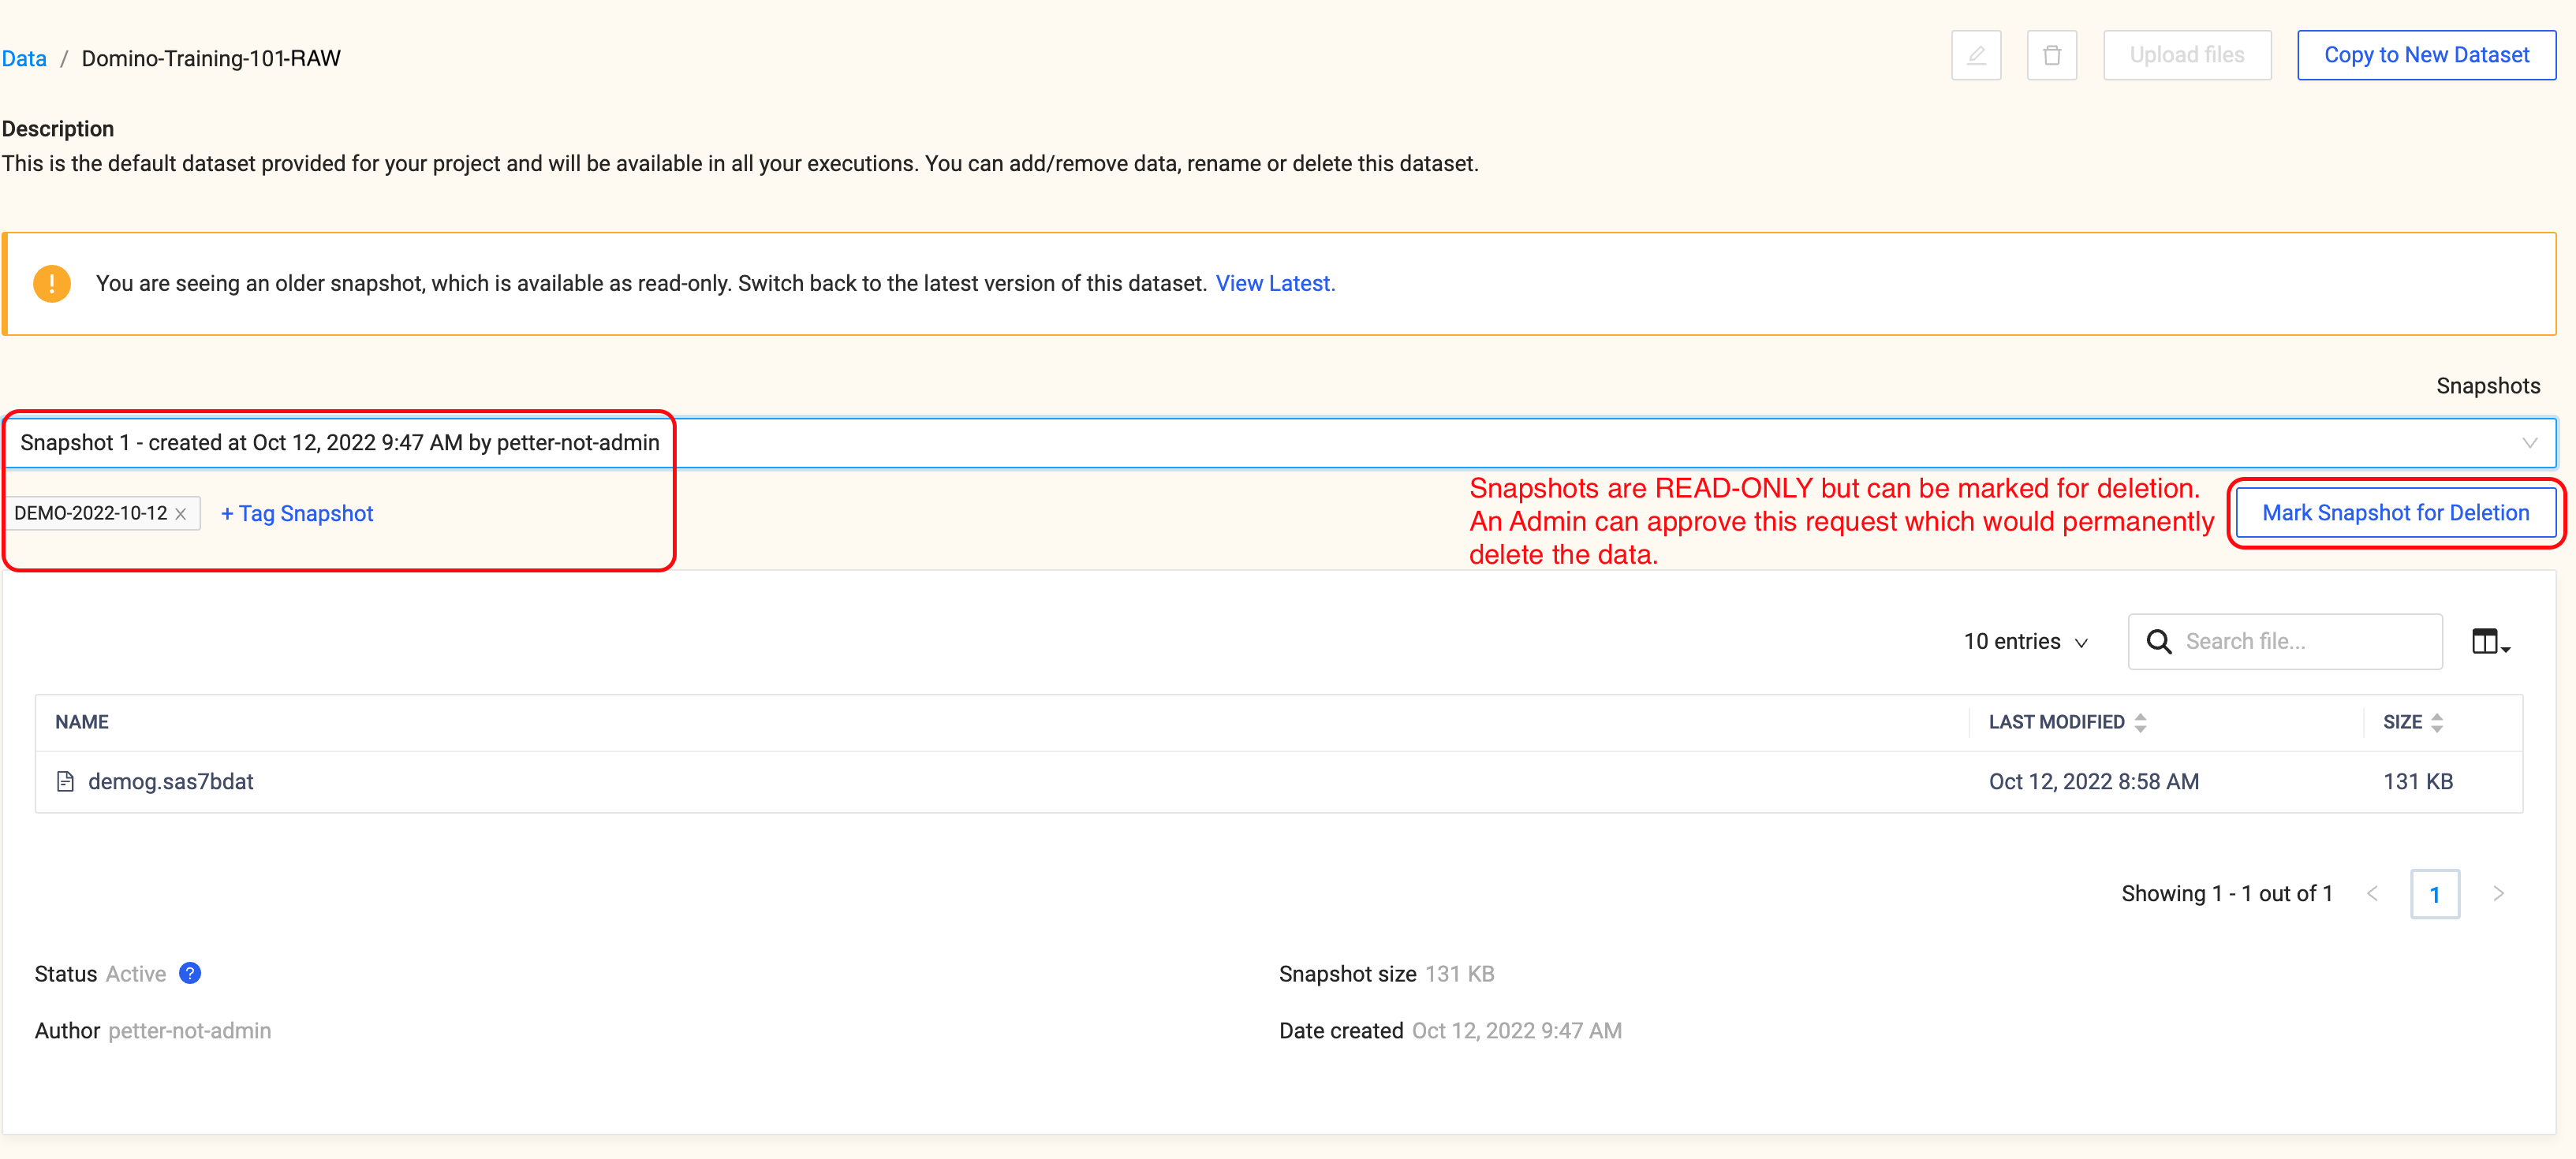 Data / Domino-Training-101-RAW
Upload files
Copy to New Dataset
Description
This is the default dataset provided for your project and will be available in all your executions. You can add/remove data, rename or delete this dataset.
You are seeing an older snapshot, which is available as read-only. Switch back to the latest version of this dataset. View Latest.
Snapshots
Snapshot 1 - created at Oct 12, 2022 9:47 AM by petter-not-admin
DEMO-2022-10-12
+ Tag Snapshot
Snapshots are READ-ONLY but can be marked for deletion.
An Admin can approve this request which would permanently
delete the data.
Mark Snapshot for Deletion
10 entries
Search file...
NAME
LAST MODIFIED
SIZE
demog.sas7bdat
Oct 12, 2022 8:58 AM
131 KB
Showing 1 - 1 out of 1
1
Status Active
Snapshot size 131 KB
Author petter-not-admin
Date created Oct 12, 2022 9:47 AM